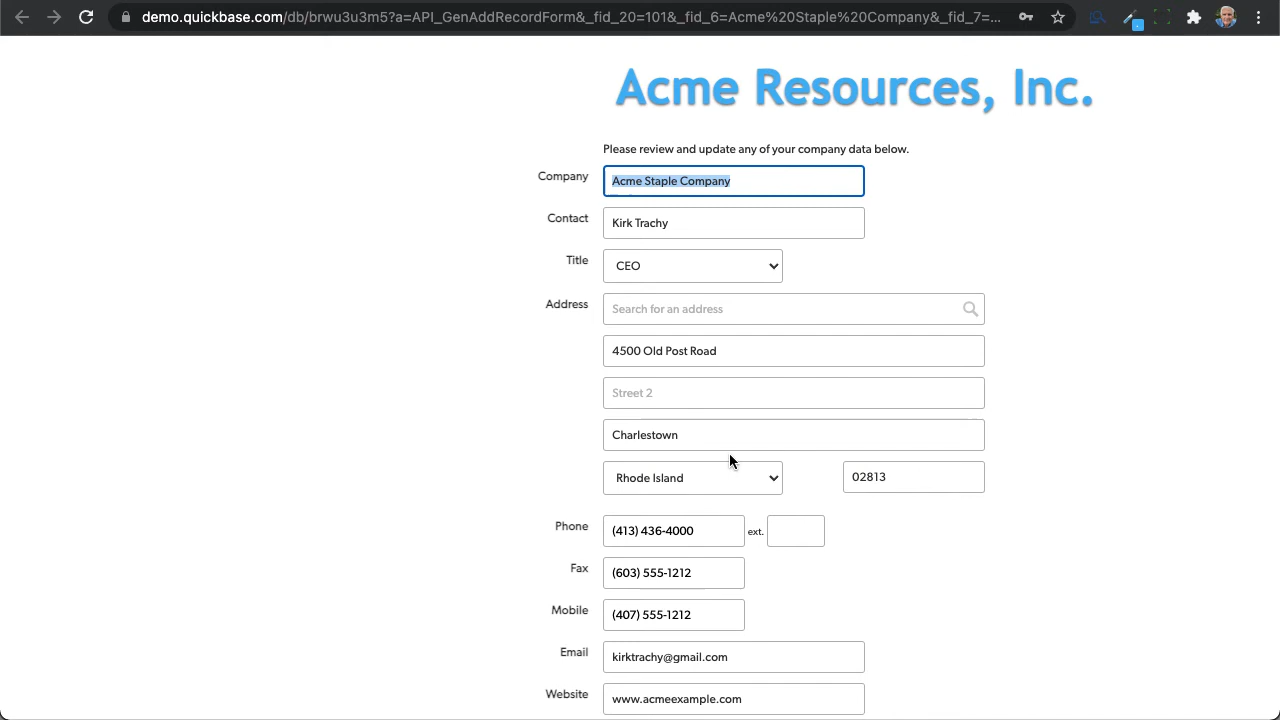 demo.quickbase.com/db/brwu3u3m5?a=API_GenAddRecordForm&_fid_20=101&_fid_6=Acme%20Staple%20Company&_fid_7=...
Acme Resources, Inc.
Please review and update any of your company data below.
Company Acme Staple Company
Contact Kirk Trachy
Title CEO
Address Search for an address
4500 Old Post Road
Street 2
Charlestown
Rhode Island 02813
Phone (413) 436-4000 ext.
Fax (603) 555-1212
Mobile (407) 555-1212
Email kirktrachy@gmail.com
Website www.acmeexample.com